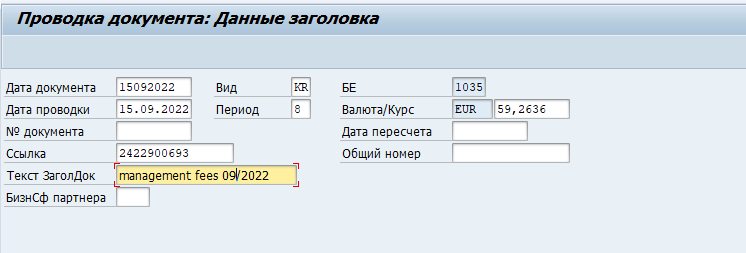 Проводка документа: Данные заголовка
Дата документа 15092022 Вид KR БЕ 1035
Дата проводки 15.09.2022 Период 8 Валюта/Курс EUR 59,2636
№ документа Дата пересчета
Ссылка 2422900693 Общий номер
Текст ЗаголДок management fees 09/2022
БизнСф партнера